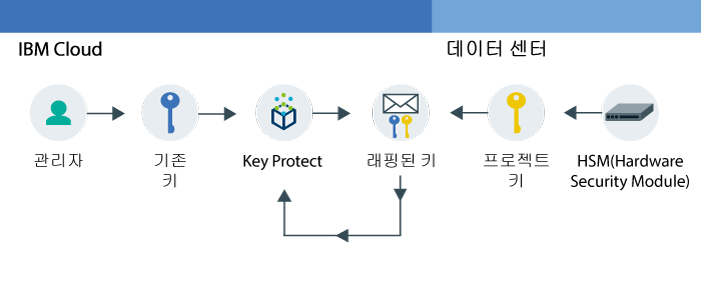 IBM Cloud
데이터 센터
관리자
기존
키
Key Protect
래핑된 키
프로젝트
키
HSM(Hardware
Security Module)